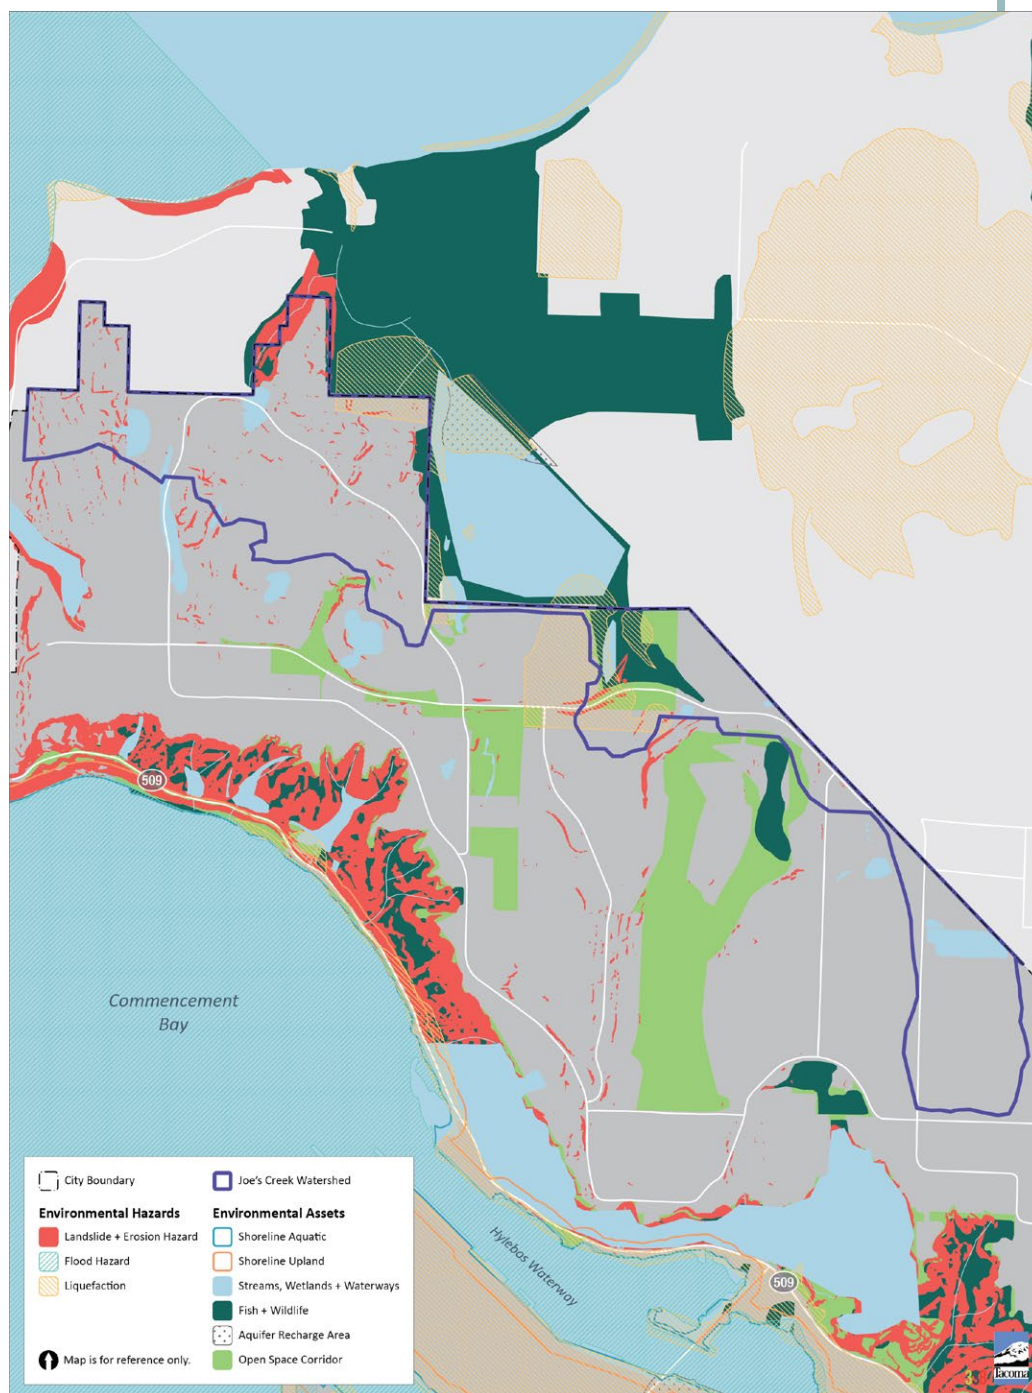 509
Commencement
Bay
Hylebos Waterway
509
City Boundary
Joe's Creek Watershed
Environmental Hazards
Landslide + Erosion Hazard
Flood Hazard
Liquefaction
Environmental Assets
Shoreline Aquatic
Shoreline Upland
Streams, Wetlands + Waterways
Fish + Wildlife
Aquifer Recharge Area
Open Space Corridor
Map is for reference only.
Tacoma